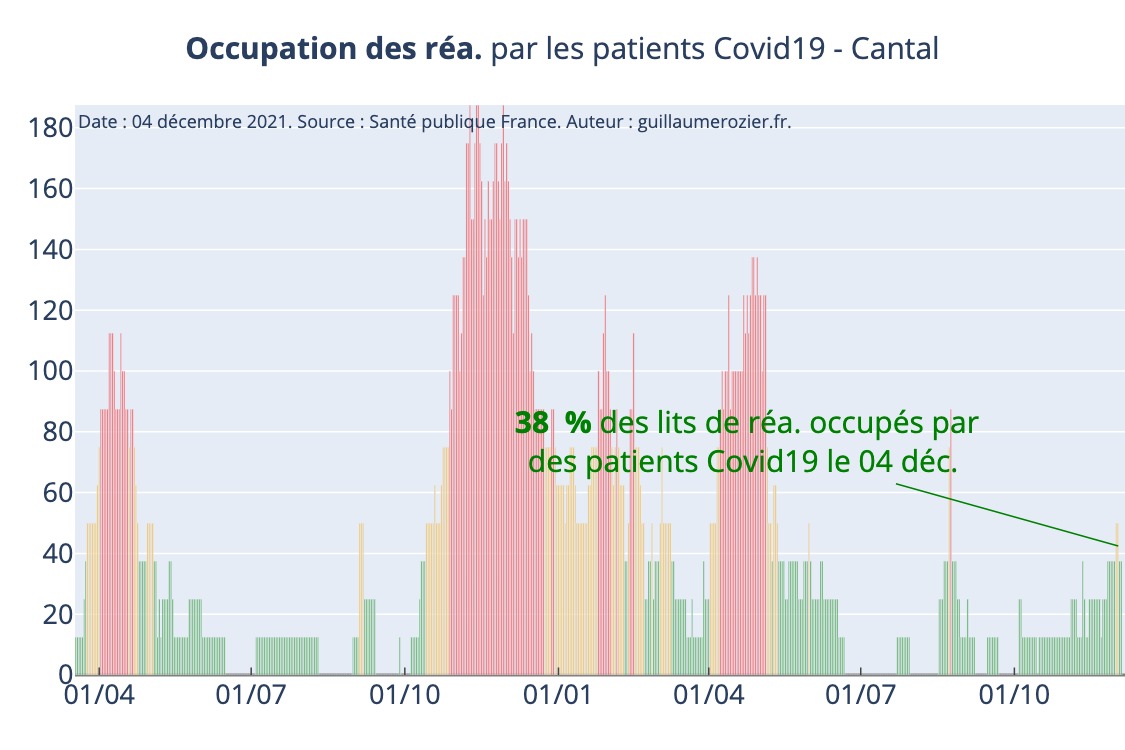 Occupation des réa. par les patients Covid19 - Cantal
Date : 04 décembre 2021. Source : Santé publique France. Auteur : guillaumerozier.fr.
180
160
140
120
100
80
60
40
20
0
38 % des lits de réa. occupés par
des patients Covid19 le 04 déc.
01/04 01/07 01/10 01/01 01/04 01/07 01/10